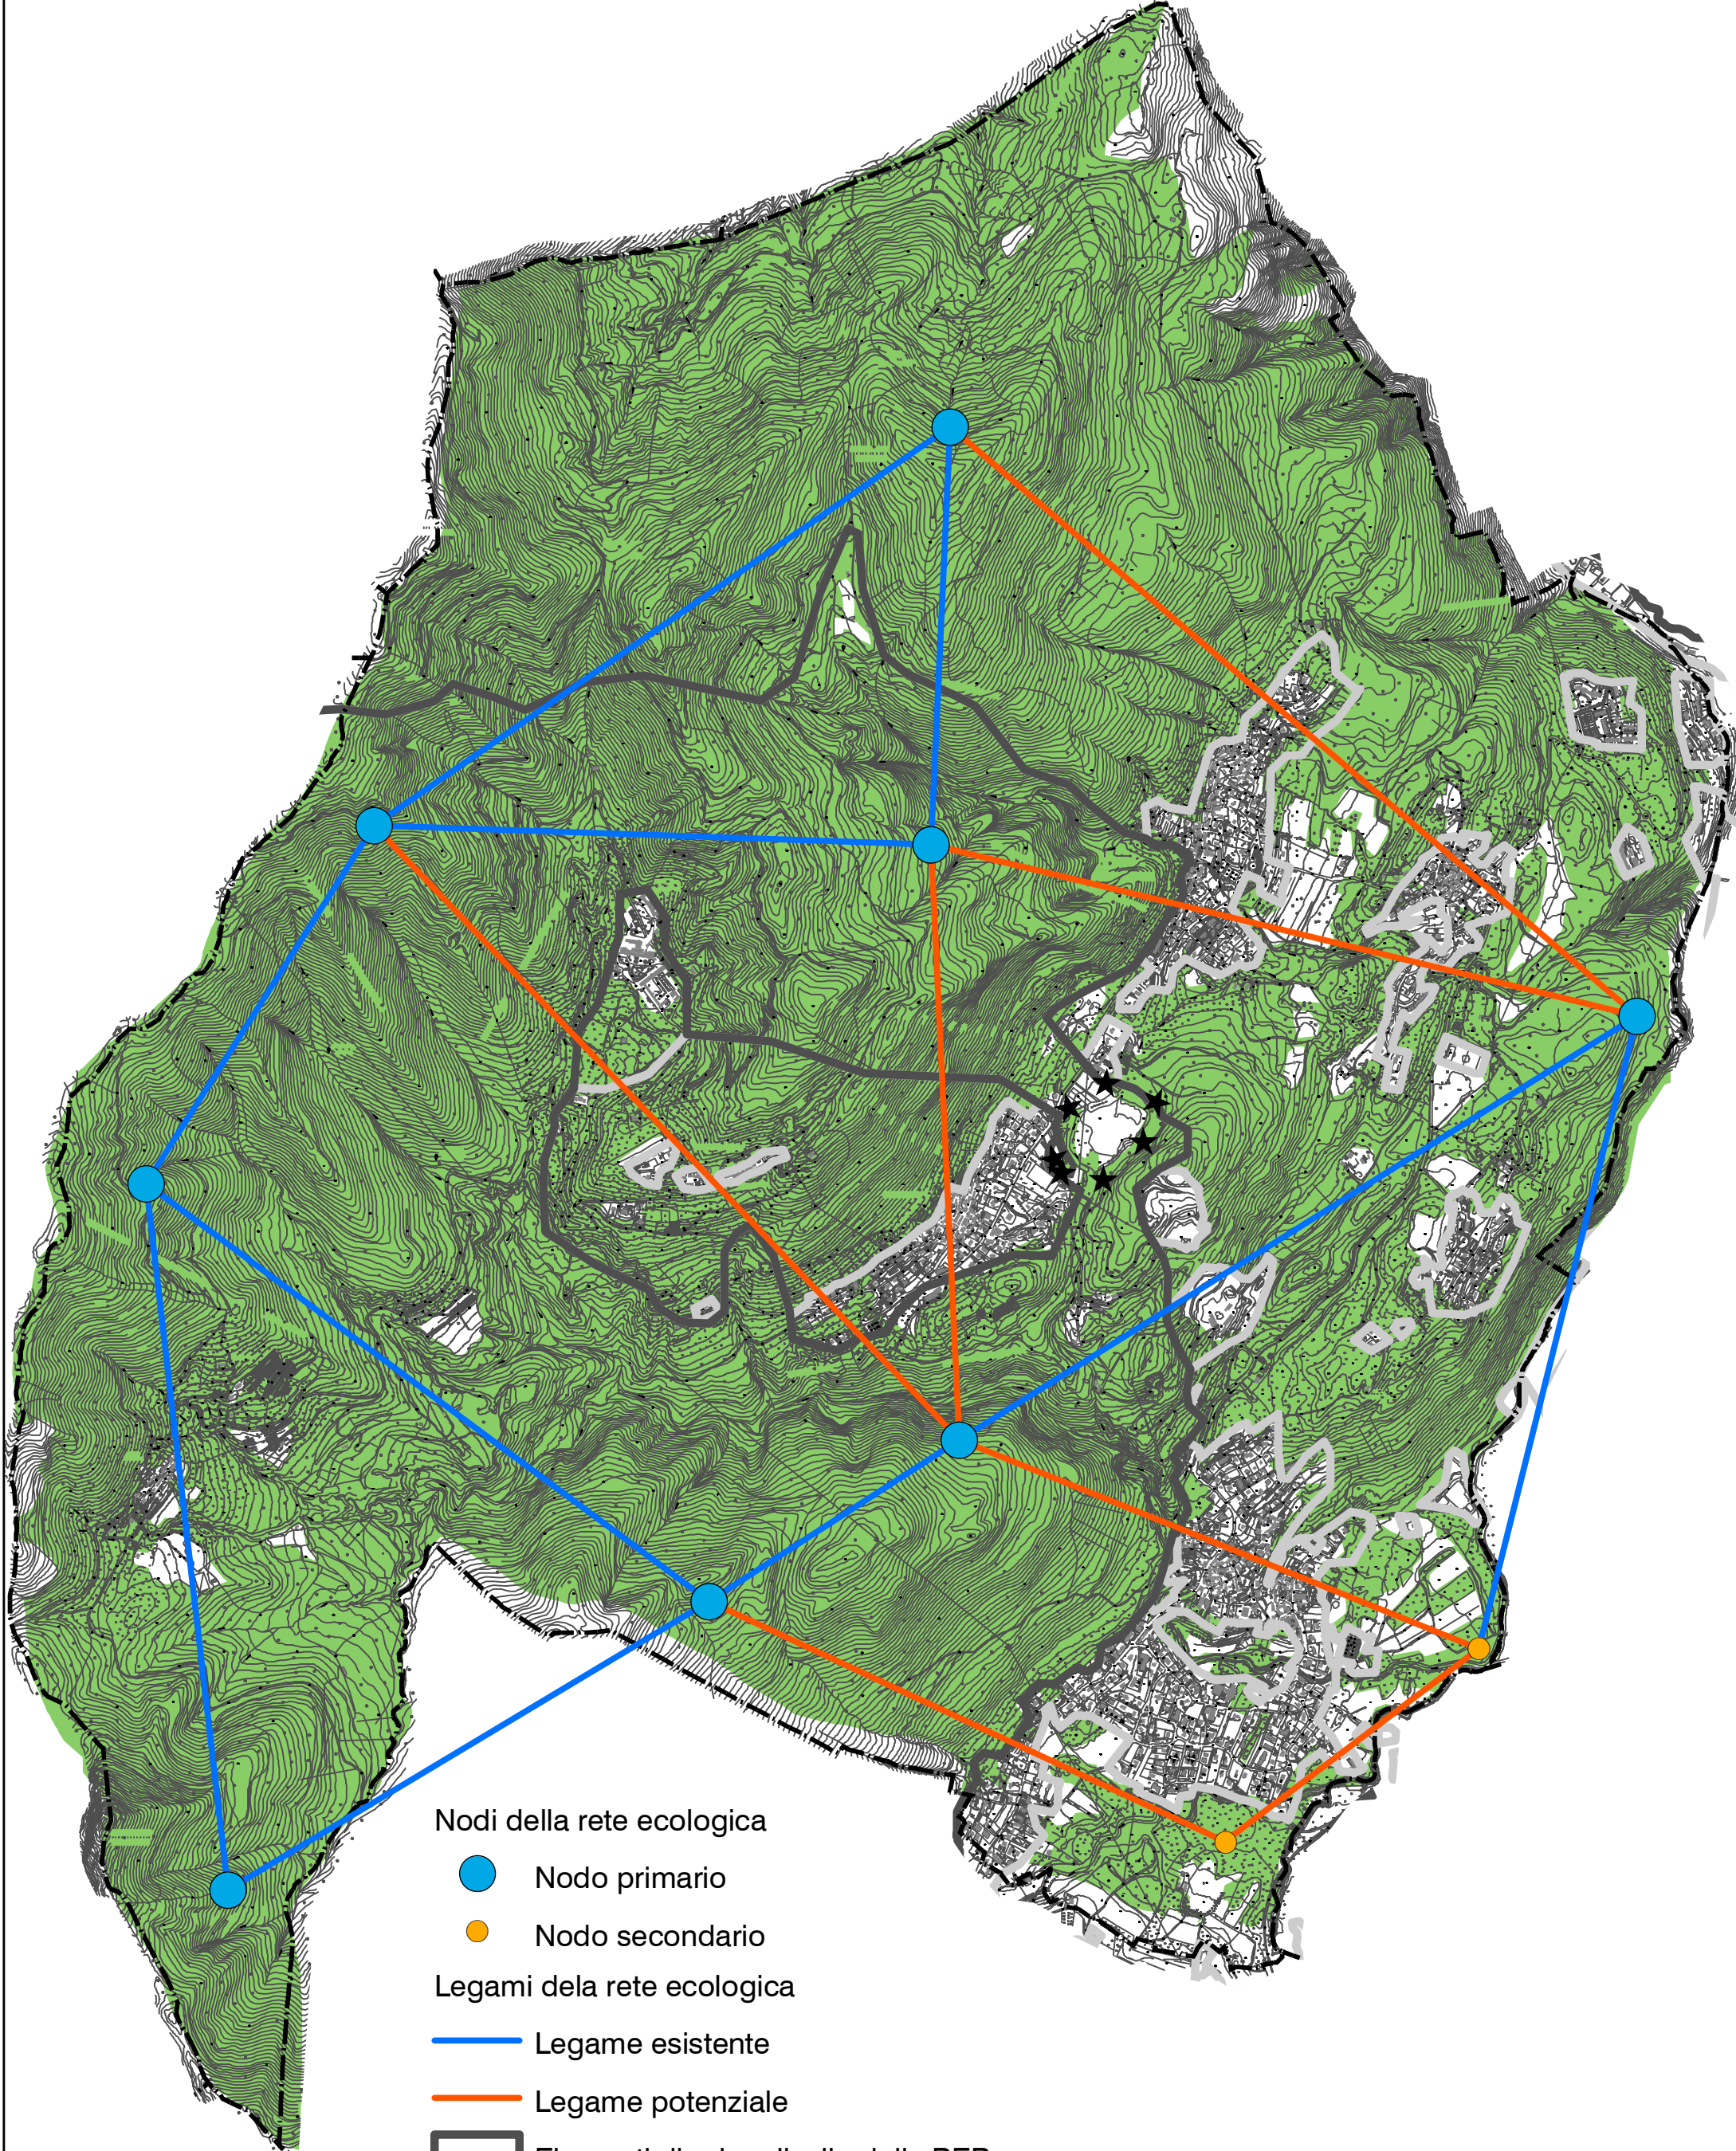 Nodi della rete ecologica
Nodo primario
Nodo secondario
Legami dela rete ecologica
Legame esistente
Legame potenziale